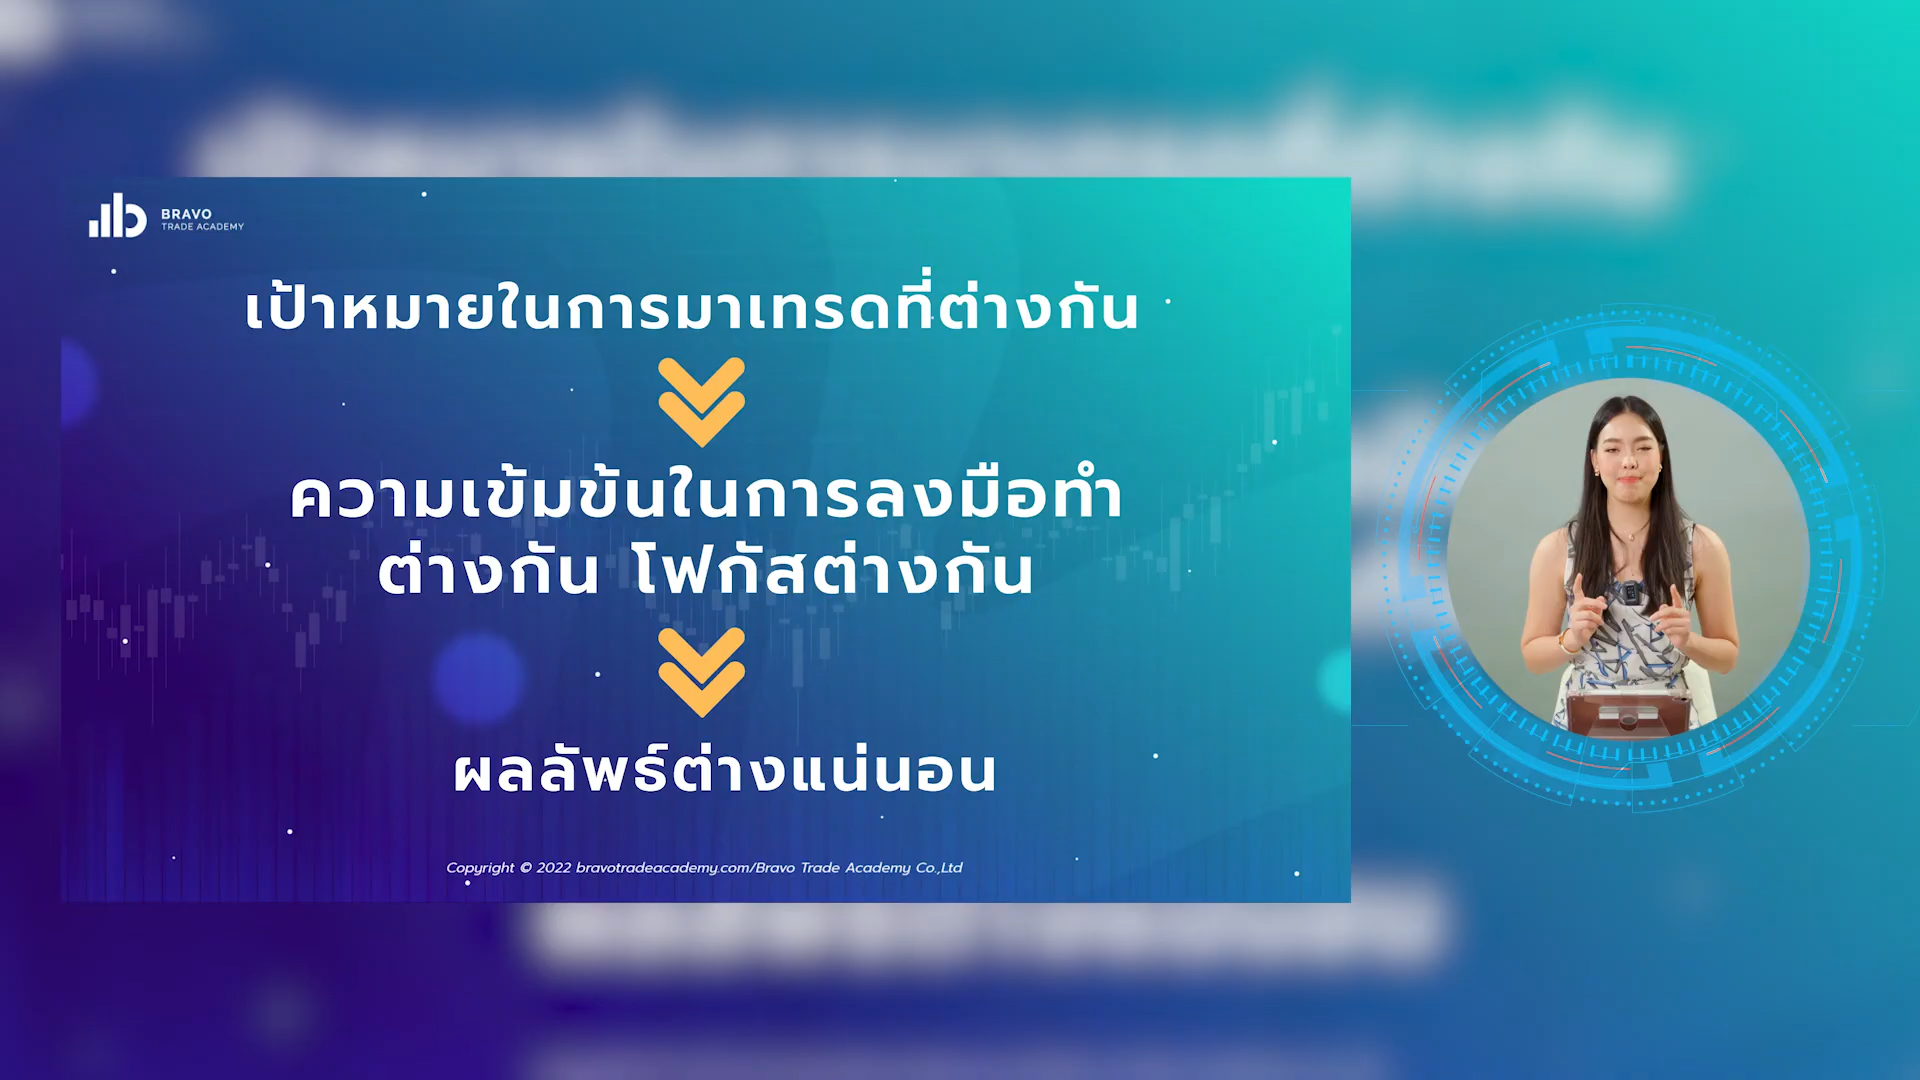 BRAVO
TRADE ACADEMY
เป้าหมายในการมาเทรดที่ต่างกัน
ความเข้มข้นในการลงมือทำ
ต่างกัน โฟกัสต่างกัน
ผลลัพธ์ต่างแน่นอน
Copyright © 2022 bravotradeacademy.com/Bravo Trade Academy Co.,Ltd